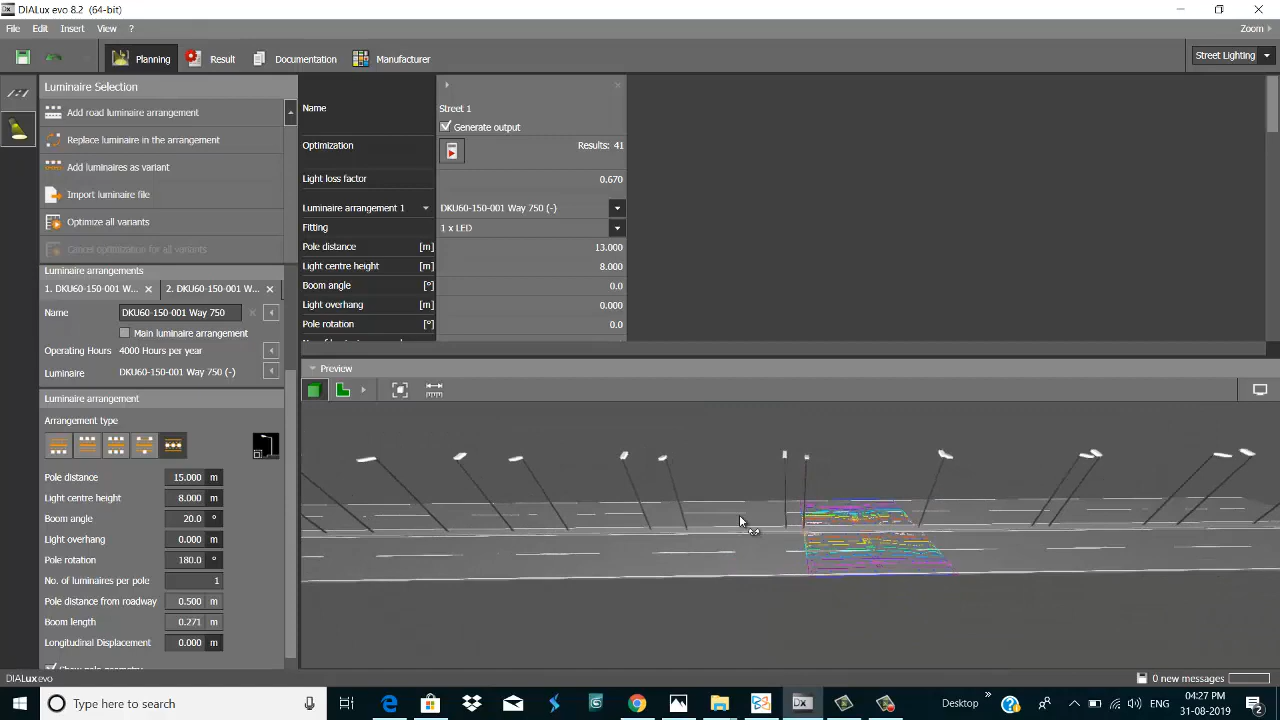 DIALux evo 8.2 (64-bit)
File Edit Insert View ? Zoom
Planning Result Documentation Manufacturer Street Lighting
Luminaire Selection
Add road luminaire arrangement
Replace luminaire in the arrangement
Add luminaires as variant
Import luminaire file
Optimize all variants
Cancel optimization for all variants
Luminaire arrangements
1. DKU60-150-001 W... 2. DKU60-150-001 W...
Name DKU60-150-001 Way 750
Main luminaire arrangement
Operating Hours 4000 Hours per year
Luminaire DKU60-150-001 Way 750 (-)
Luminaire arrangement
Arrangement type
Pole distance 15.000 m
Light centre height 8.000 m
Boom angle 20.0 °
Light overhang 0.000 m
Pole rotation 180.0 °
No. of luminaires per pole 1
Pole distance from roadway 0.500 m
Boom length 0.271 m
Longitudinal Displacement 0.000 m
Show pole geometry
Name Street 1
Generate output
Optimization Results: 41
Light loss factor 0.670
Luminaire arrangement 1 DKU60-150-001 Way 750 (-)
Fitting 1 x LED
Pole distance [m] 13.000
Light centre height [m] 8.000
Boom angle [°] 0.0
Light overhang [m] 0.000
Pole rotation [°] 0.0
Preview
DIALux evo 0 new messages
Type here to search Desktop » ENG 04:27 PM
31-08-2019